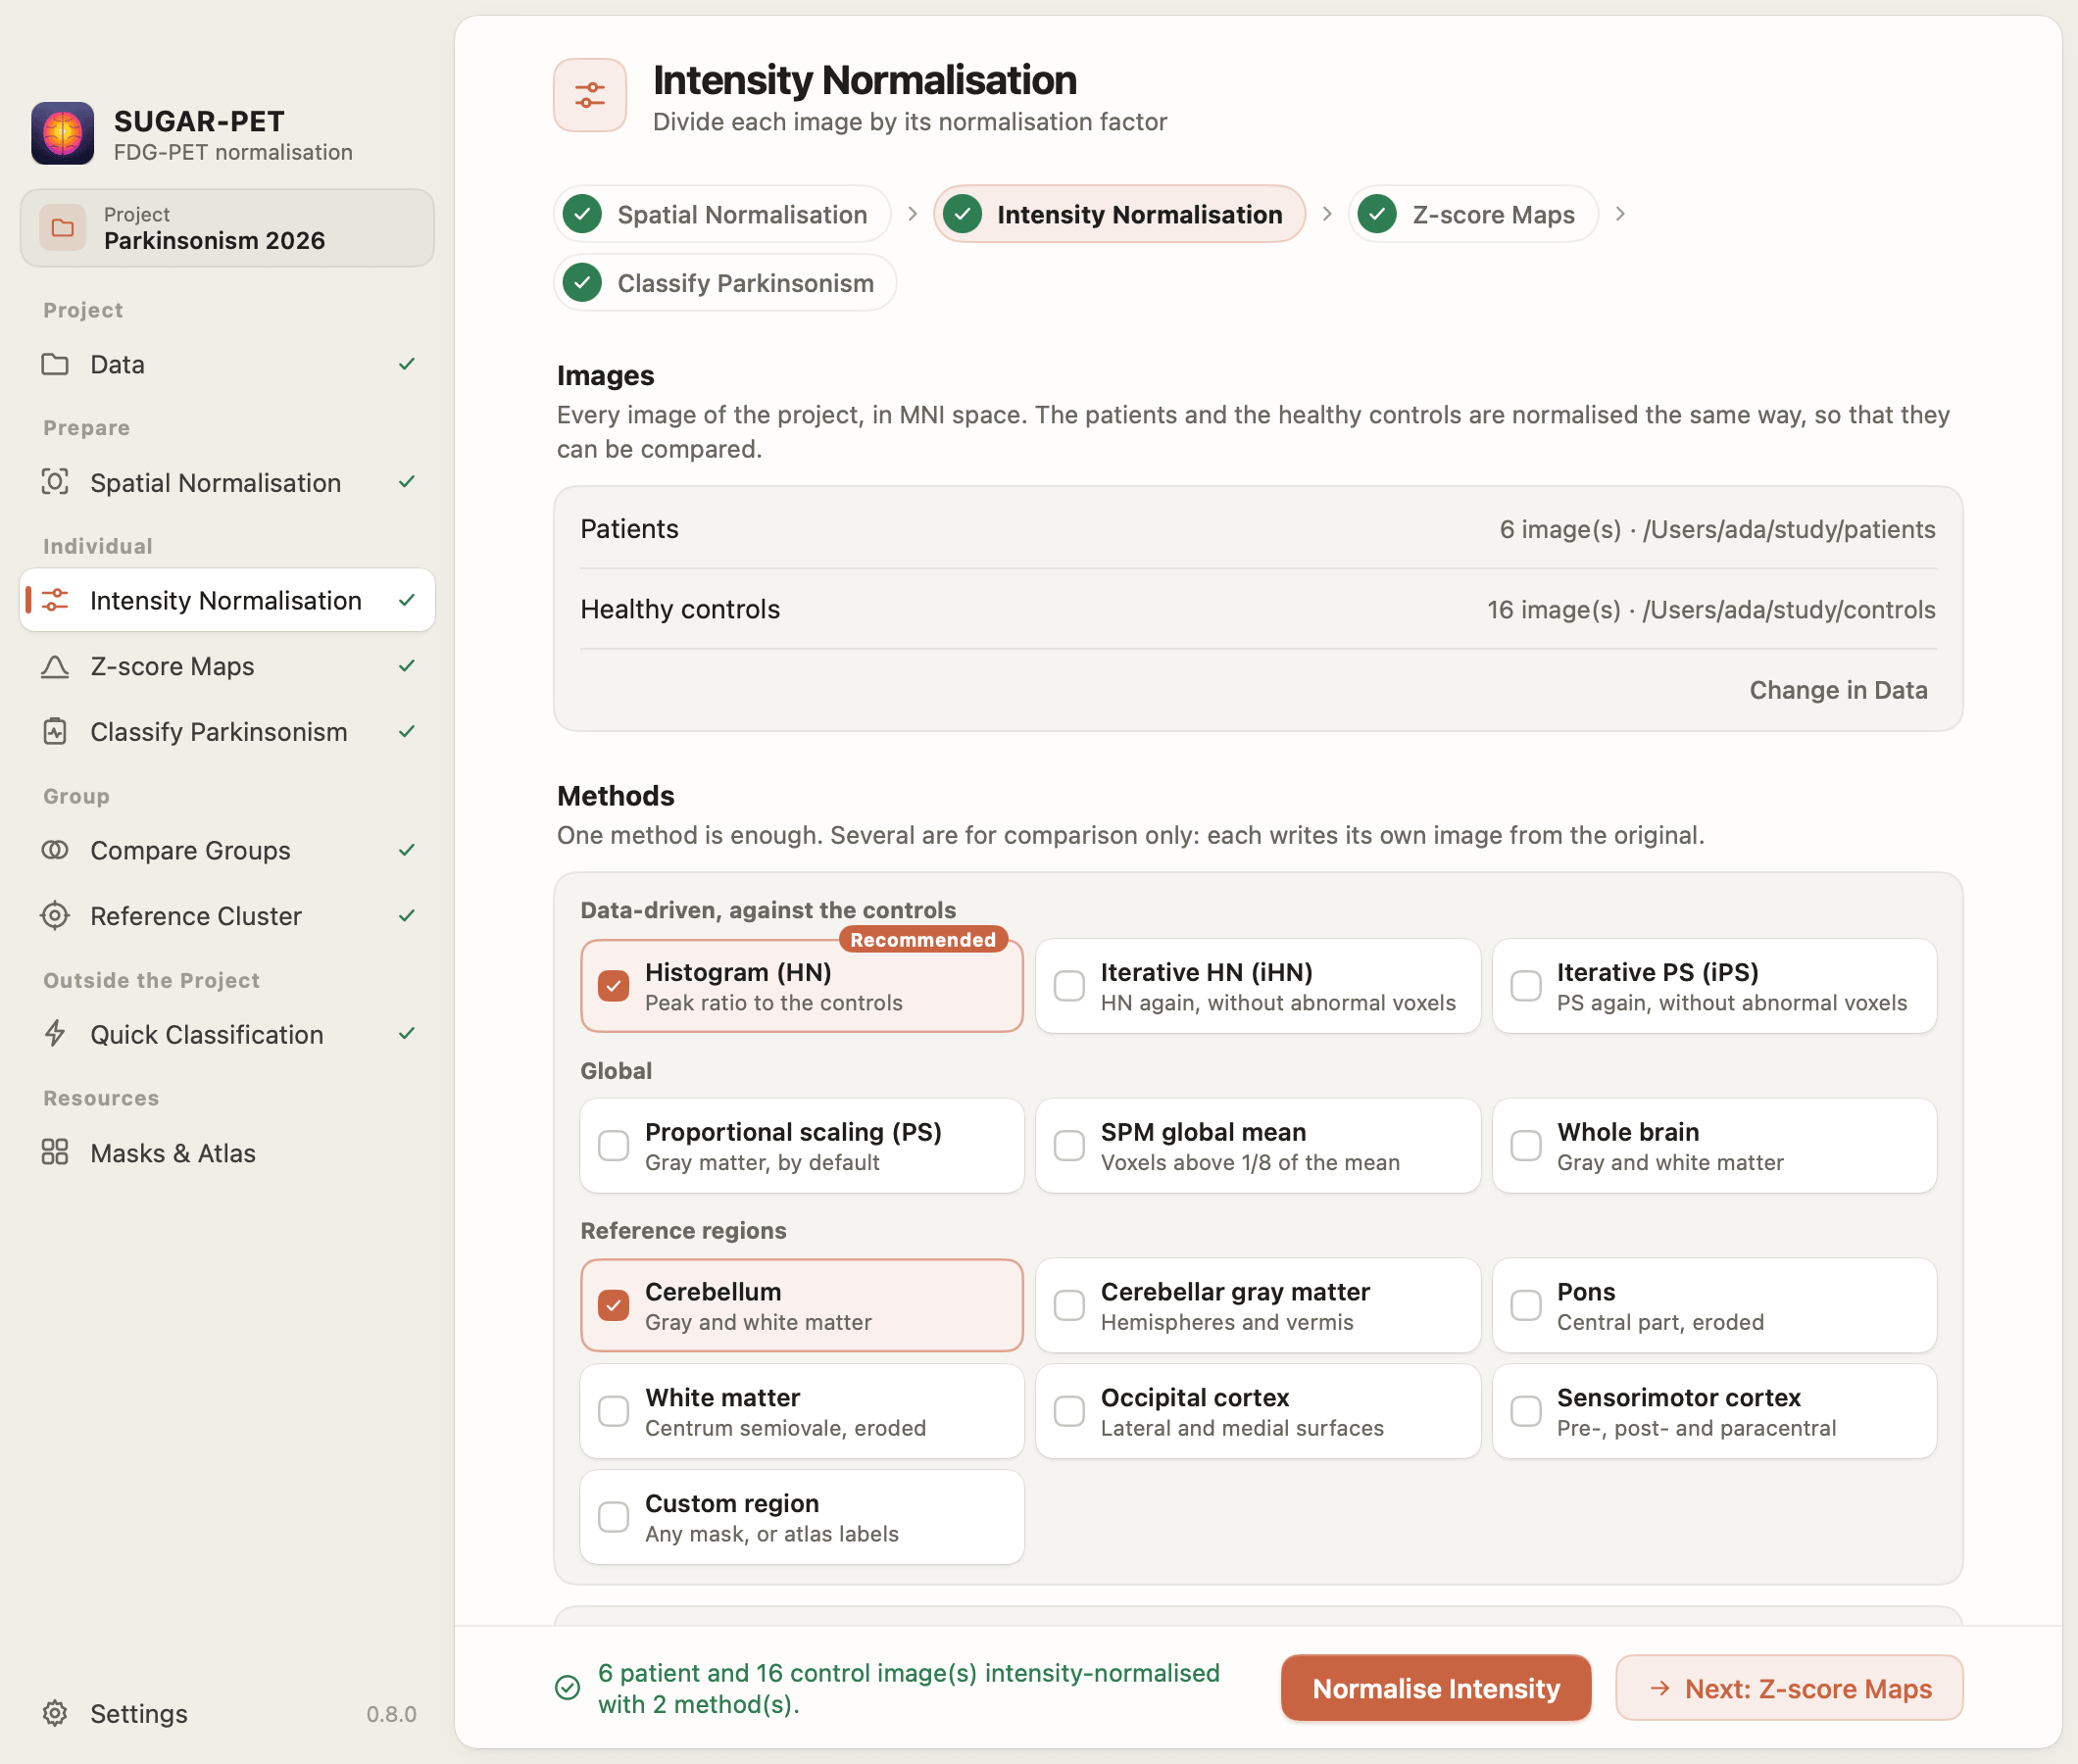 SUGAR-PET
FDG-PET normalisation
Project
Parkinsonism 2026
Project
Data
Prepare
Spatial Normalisation
Individual
Intensity Normalisation
Z-score Maps
Classify Parkinsonism
Group
Compare Groups
Reference Cluster
Outside the Project
Quick Classification
Resources
Masks & Atlas
Settings 0.8.0
Intensity Normalisation
Divide each image by its normalisation factor
Spatial Normalisation
Intensity Normalisation
Z-score Maps
Classify Parkinsonism
Images
Every image of the project, in MNI space. The patients and the healthy controls are normalised the same way, so that they
can be compared.
Patients 6 image(s) · /Users/ada/study/patients
Healthy controls 16 image(s) · /Users/ada/study/controls
Change in Data
Methods
One method is enough. Several are for comparison only: each writes its own image from the original.
Data-driven, against the controls
Recommended
Histogram (HN)
Peak ratio to the controls
Iterative HN (iHN)
HN again, without abnormal voxels
Iterative PS (iPS)
PS again, without abnormal voxels
Global
Proportional scaling (PS)
Gray matter, by default
SPM global mean
Voxels above 1/8 of the mean
Whole brain
Gray and white matter
Reference regions
Cerebellum
Gray and white matter
Cerebellar gray matter
Hemispheres and vermis
Pons
Central part, eroded
White matter
Centrum semiovale, eroded
Occipital cortex
Lateral and medial surfaces
Sensorimotor cortex
Pre-, post- and paracentral
Custom region
Any mask, or atlas labels
6 patient and 16 control image(s) intensity-normalised
with 2 method(s).
Normalise Intensity
Next: Z-score Maps